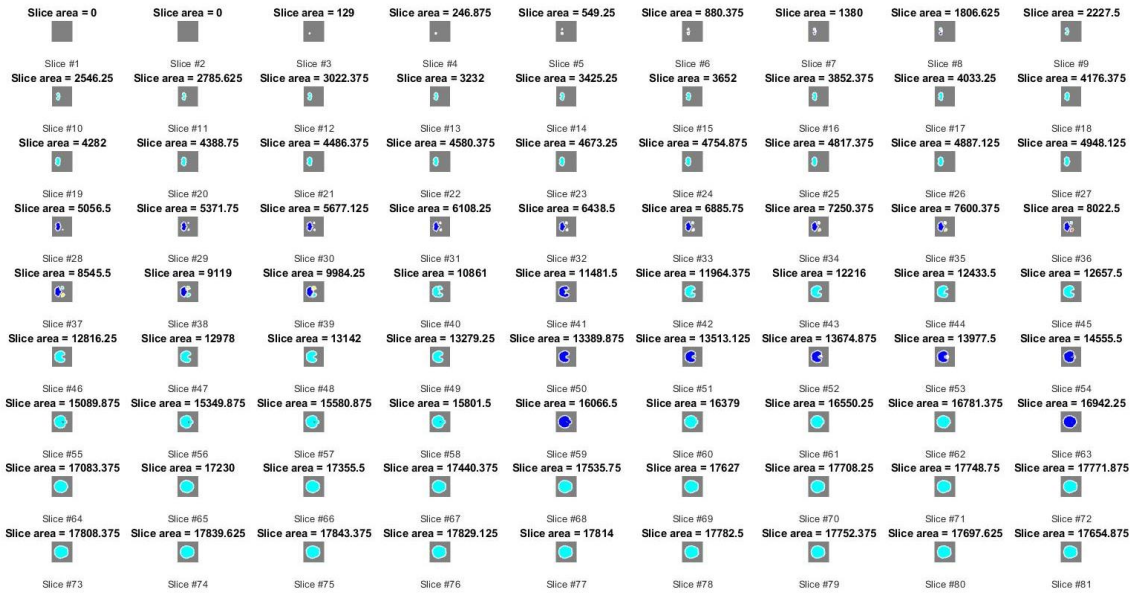 Slice area = 0 Slice area = 0 Slice area = 129 Slice area = 246.875 Slice area = 549.25 Slice area = 880.375 Slice area = 1380 Slice area = 1806.625 Slice area = 2227.5
Slice #1 Slice #2 Slice #3 Slice #4 Slice #5 Slice #6 Slice #7 Slice #8 Slice #9
Slice area = 2546.25 Slice area = 2785.625 Slice area = 3022.375 Slice area = 3232 Slice area = 3425.25 Slice area = 3652 Slice area = 3852.375 Slice area = 4033.25 Slice area = 4176.375
Slice #10 Slice #11 Slice #12 Slice #13 Slice #14 Slice #15 Slice #16 Slice #17 Slice #18
Slice area = 4282 Slice area = 4388.75 Slice area = 4486.375 Slice area = 4580.375 Slice area = 4673.25 Slice area = 4754.875 Slice area = 4817.375 Slice area = 4887.125 Slice area = 4948.125
Slice #19 Slice #20 Slice #21 Slice #22 Slice #23 Slice #24 Slice #25 Slice #26 Slice #27
Slice area = 5056.5 Slice area = 5371.75 Slice area = 5677.125 Slice area = 6108.25 Slice area = 6438.5 Slice area = 6885.75 Slice area = 7250.375 Slice area = 7600.375 Slice area = 8022.5
Slice #28 Slice #29 Slice #30 Slice #31 Slice #32 Slice #33 Slice #34 Slice #35 Slice #36
Slice area = 8545.5 Slice area = 9119 Slice area = 9984.25 Slice area = 10861 Slice area = 11481.5 Slice area = 11964.375 Slice area = 12216 Slice area = 12433.5 Slice area = 12657.5
Slice #37 Slice #38 Slice #39 Slice #40 Slice #41 Slice #42 Slice #43 Slice #44 Slice #45
Slice area = 12816.25 Slice area = 12978 Slice area = 13142 Slice area = 13279.25 Slice area = 13389.875 Slice area = 13513.125 Slice area = 13674.875 Slice area = 13977.5 Slice area = 14555.5
Slice #46 Slice #47 Slice #48 Slice #49 Slice #50 Slice #51 Slice #52 Slice #53 Slice #54
Slice area = 15089.875 Slice area = 15349.875 Slice area = 15580.875 Slice area = 15801.5 Slice area = 16066.5 Slice area = 16379 Slice area = 16550.25 Slice area = 16781.375 Slice area = 16942.25
Slice #55 Slice #56 Slice #57 Slice #58 Slice #59 Slice #60 Slice #61 Slice #62 Slice #63
Slice area = 17083.375 Slice area = 17230 Slice area = 17355.5 Slice area = 17440.375 Slice area = 17535.75 Slice area = 17627 Slice area = 17708.25 Slice area = 17748.75 Slice area = 17771.875
Slice #64 Slice #65 Slice #66 Slice #67 Slice #68 Slice #69 Slice #70 Slice #71 Slice #72
Slice area = 17808.375 Slice area = 17839.625 Slice area = 17843.375 Slice area = 17829.125 Slice area = 17814 Slice area = 17782.5 Slice area = 17752.375 Slice area = 17697.625 Slice area = 17654.875
Slice #73 Slice #74 Slice #75 Slice #76 Slice #77 Slice #78 Slice #79 Slice #80 Slice #81